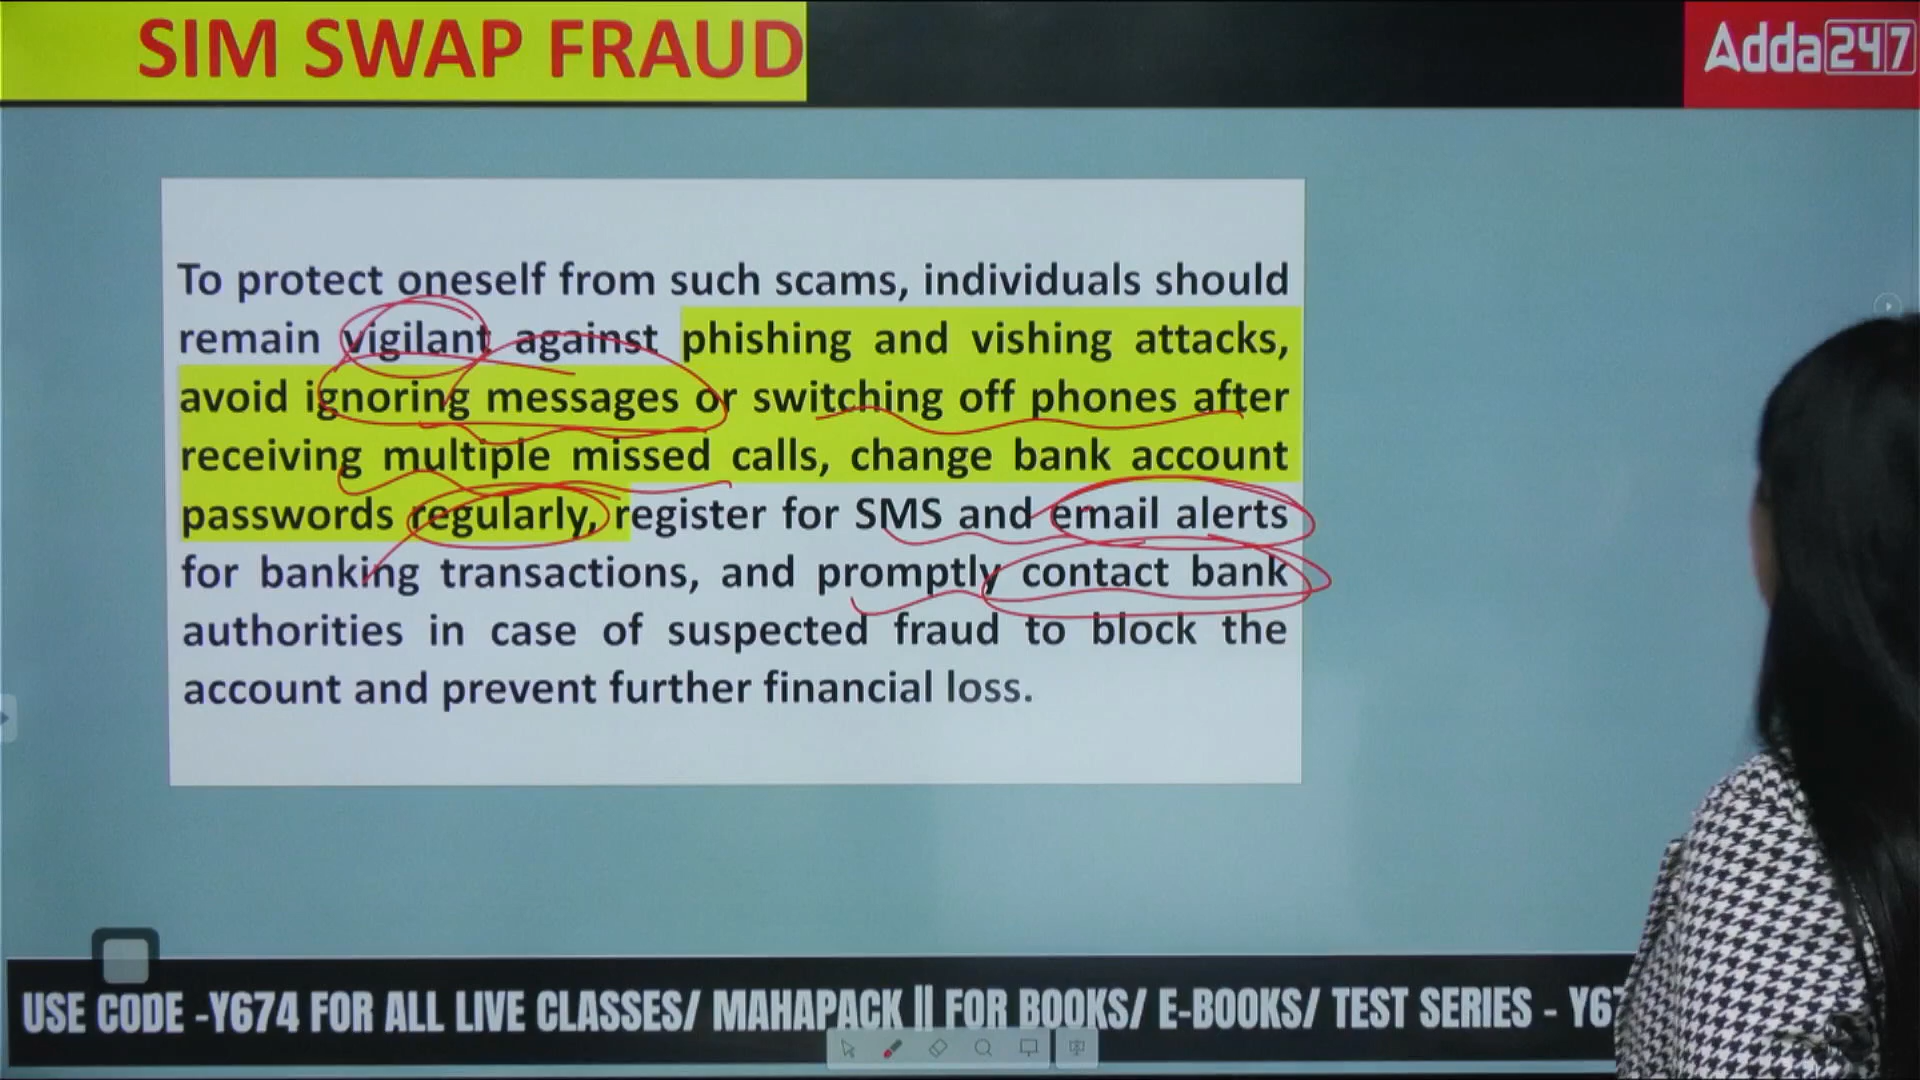 SIM SWAP FRAUD
Adda247
To protect oneself from such scams, individuals should
remain vigilant against phishing and vishing attacks,
avoid ignoring messages or switching off phones after
receiving multiple missed calls, change bank account
passwords regularly, register for SMS and email alerts
for banking transactions, and promptly contact bank
authorities in case of suspected fraud to block the
account and prevent further financial loss.
USE CODE -Y674 FOR ALL LIVE CLASSES/ MAHAPACK || FOR BOOKS/ E-BOOKS/ TEST SERIES - Y67